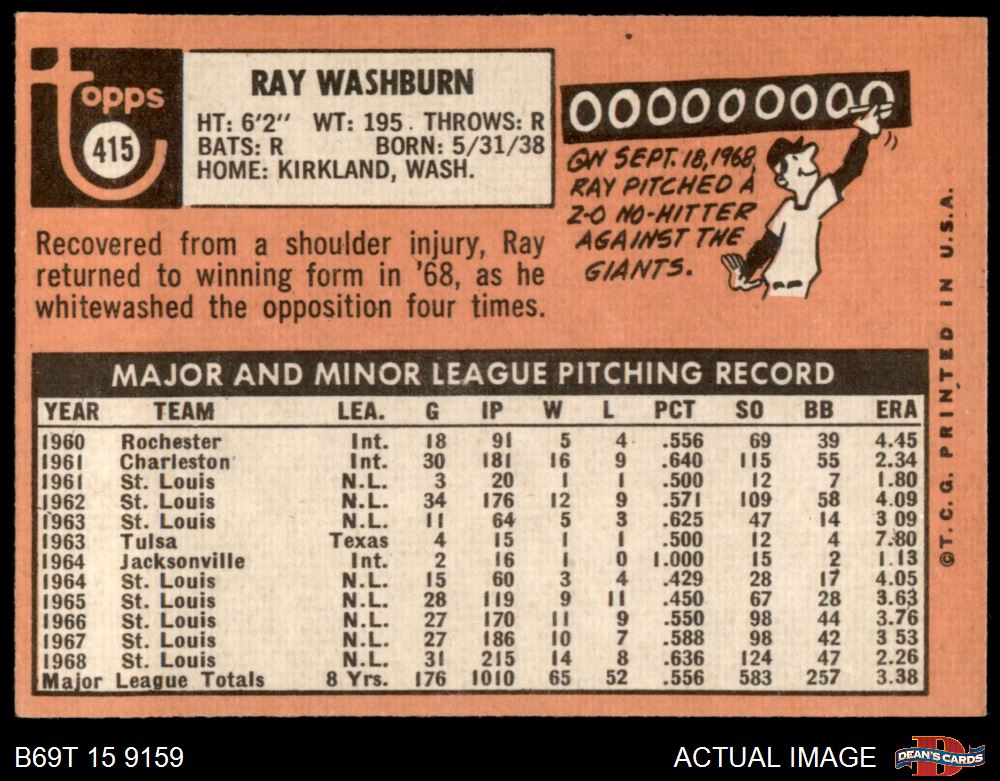 topps
415
RAY WASHBURN
HT: 6'2" WT: 195. THROWS: R
BATS: R BORN: 5/31/38
HOME: KIRKLAND, WASH.
000000000
ON SEPT. 18, 1968,
RAY PITCHED A
2-0 NO-HITTER
AGAINST THE
GIANTS.
Recovered from a shoulder injury, Ray
returned to winning form in '68, as he
whitewashed the opposition four times.
MAJOR AND MINOR LEAGUE PITCHING RECORD
YEAR TEAM LEA. G IP W L PCT SO BB ERA
1960 Rochester Int. 18 91 5 4 .556 69 39 4.45
1961 Charleston Int. 30 181 16 9 .640 115 55 2.34
1961 St. Louis N.L. 3 20 1 1 .500 12 7 1.80
1962 St. Louis N.L. 34 176 12 9 .571 109 58 4.09
1963 St. Louis N.L. 11 64 5 3 .625 47 14 3.09
1963 Tulsa Texas 4 15 1 1 .500 12 4 7.80
1964 Jacksonville Int. 2 16 1 0 1.000 15 2 1.13
1964 St. Louis N.L. 15 60 3 4 .429 28 17 4.05
1965 St. Louis N.L. 28 119 9 11 .450 67 28 3.63
1966 St. Louis N.L. 27 170 11 9 .550 98 44 3.76
1967 St. Louis N.L. 27 186 10 7 .588 98 42 3 53
1968 St. Louis N.L. 31 215 14 8 .636 124 47 2.26
Major League Totals 8 Yrs. 176 1010 65 52 .556 583 257 3.38
©T.C.G. PRINTED IN U.S.A.
B69T 15 9159
ACTUAL IMAGE
D
DEAN'S CARDS